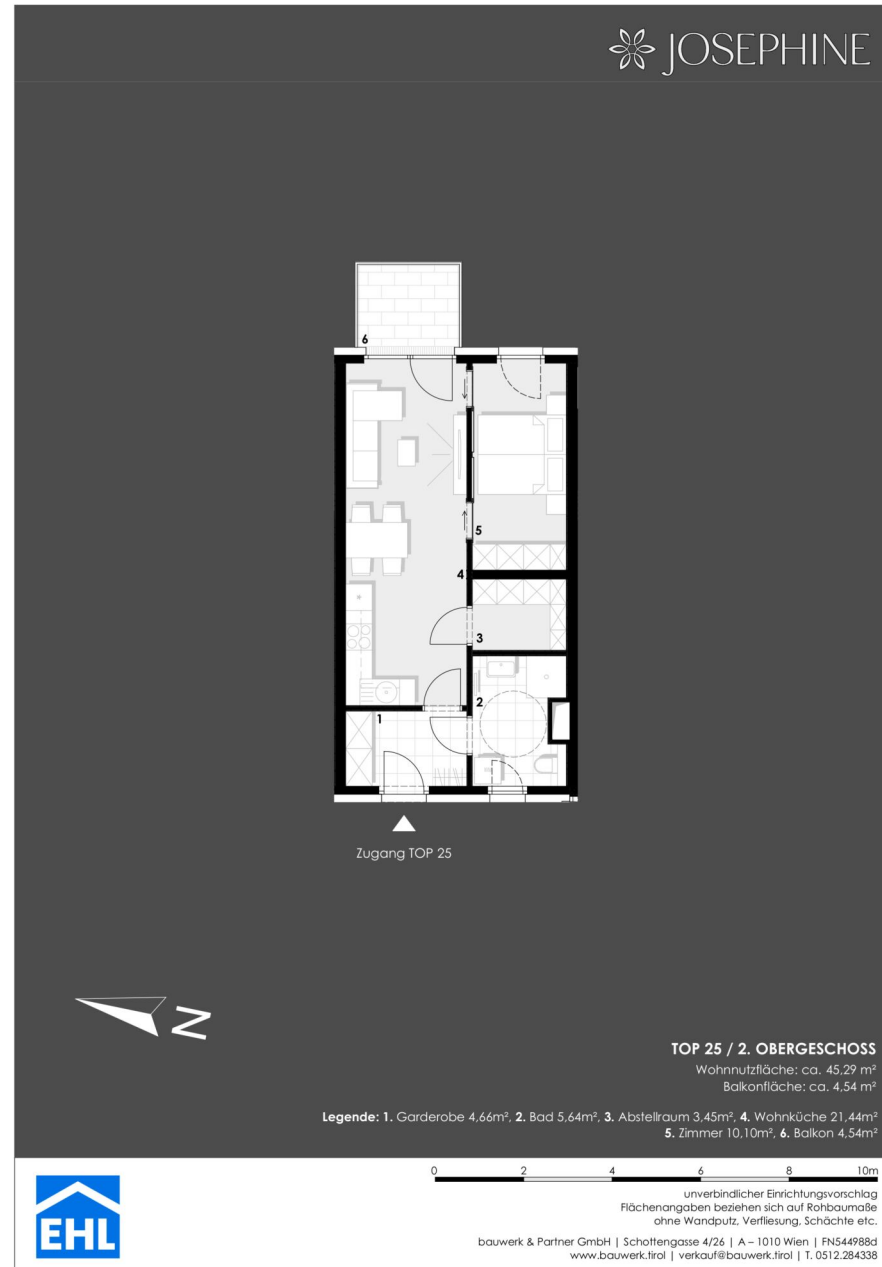 JOSEPHINE
6
5
4
3
2
1
Zugang TOP 25
N
TOP 25 / 2. OBERGESCHOSS
Wohnnutzfläche: ca. 45,29 m²
Balkonfläche: ca. 4,54 m²
Legende: 1. Garderobe 4,66m², 2. Bad 5,64m², 3. Abstellraum 3,45m², 4. Wohnküche 21,44m²
5. Zimmer 10,10m², 6. Balkon 4,54m²
0 2 4 6 8 10m
unverbindlicher Einrichtungsvorschlag
Flächenangaben beziehen sich auf Rohbaumaße
ohne Wandputz, Verfliesung, Schächte etc.
EHL
bauwerk & Partner GmbH | Schottengasse 4/26 | A – 1010 Wien | FN544988d
www.bauwerk.tirol | verkauf@bauwerk.tirol | T. 0512.284338